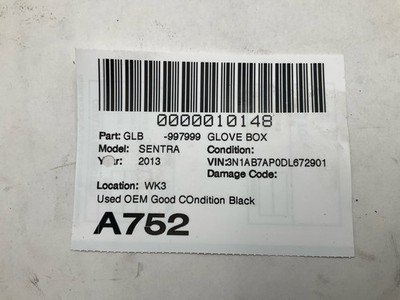 0000010148
Part: GLB -997999 GLOVE BOX
Model: SENTRA Condition:
Year: 2013 VIN:3N1AB7AP0DL672901
Damage Code:
Location: WK3
Used OEM Good COndition Black
A752